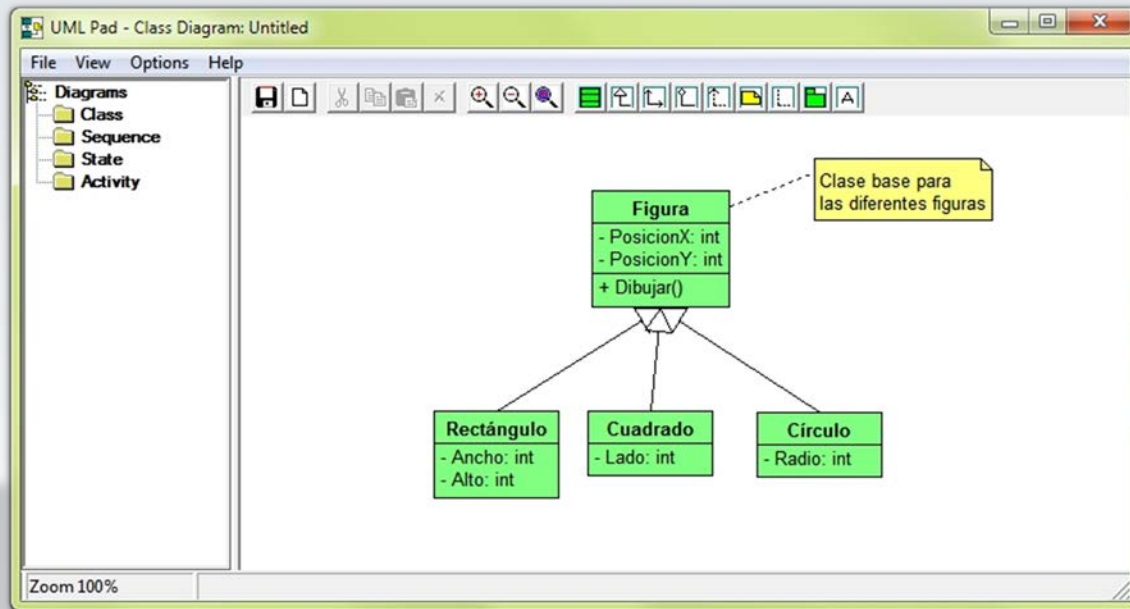 UML Pad - Class Diagram: Untitled
File View Options Help
Diagrams
Class
Sequence
State
Activity
A
Clase base para
las diferentes figuras
Figura
- PosicionX: int
- PosicionY: int
+ Dibujar()
Rectángulo
- Ancho: int
- Alto: int
Cuadrado
- Lado: int
Círculo
- Radio: int
Zoom 100%